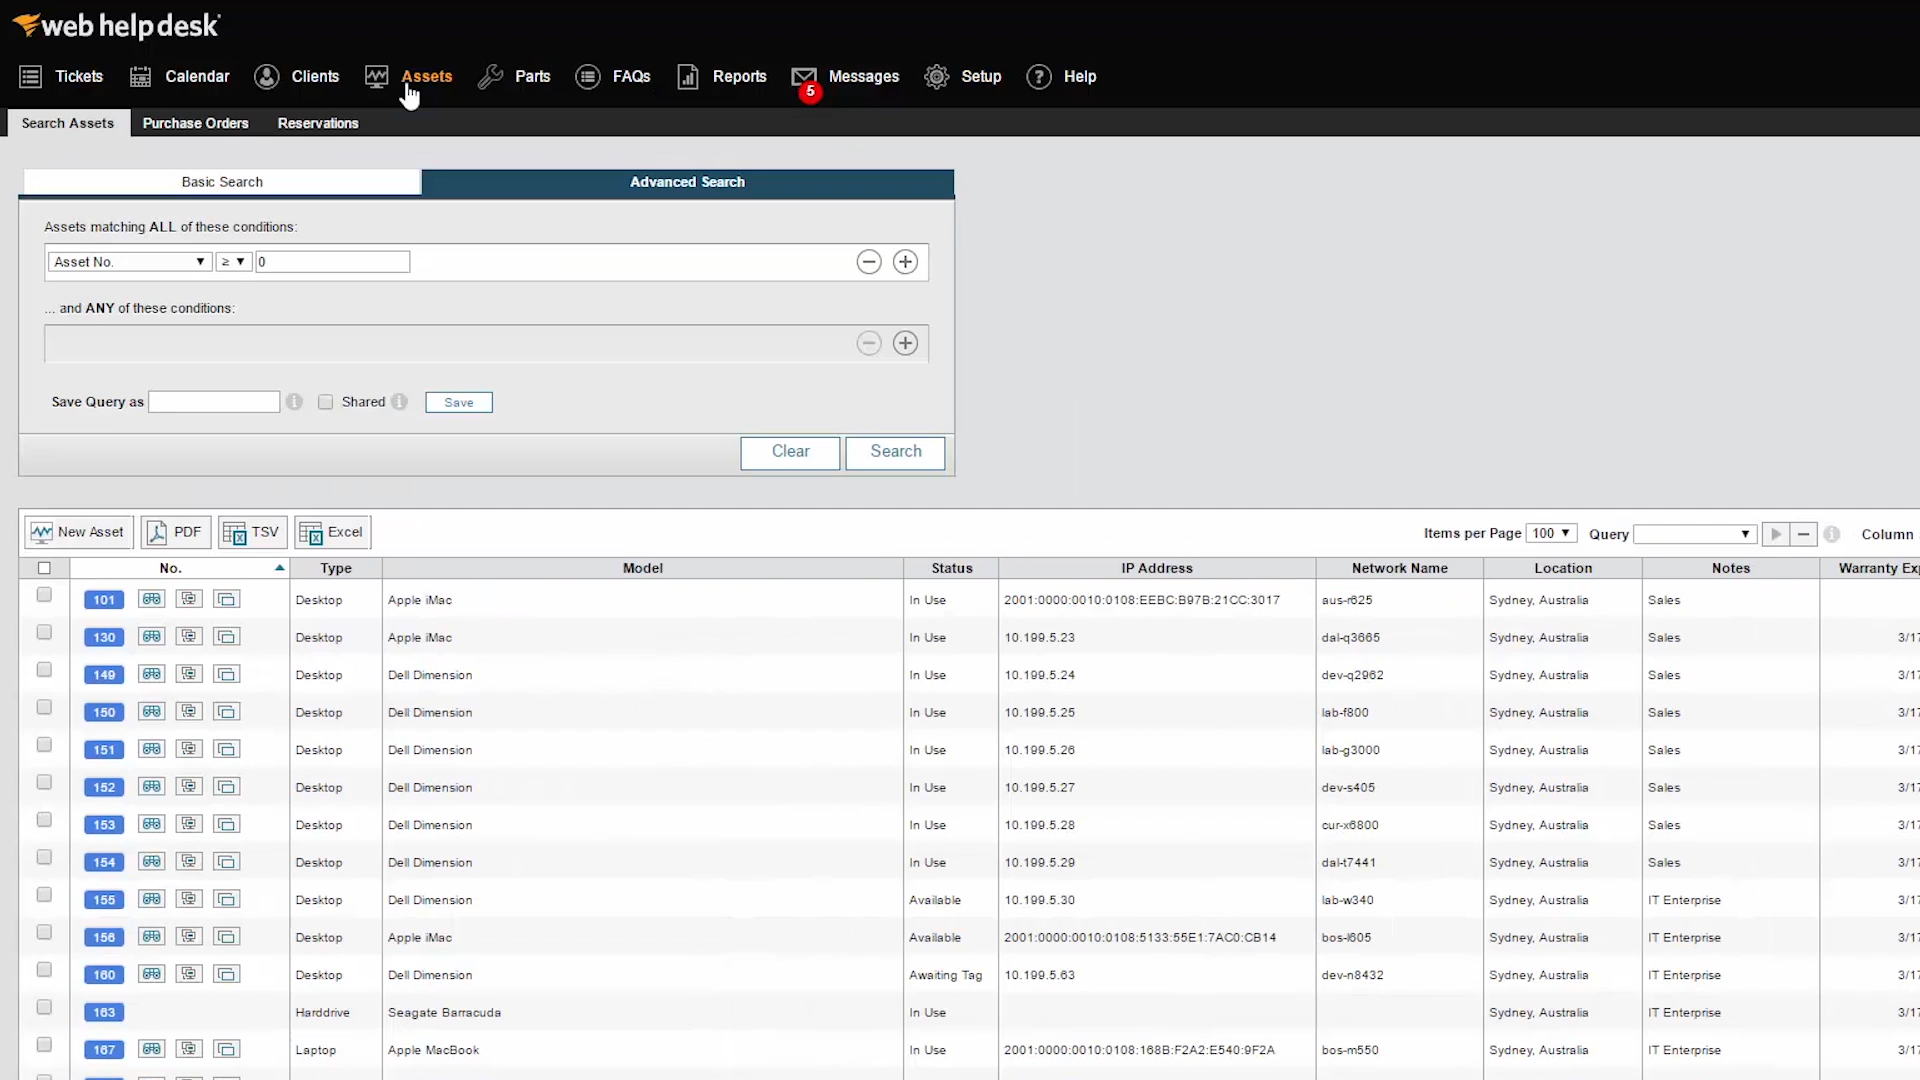 web help desk
Tickets Calendar Clients Assets Parts FAQs Reports Messages 5 Setup Help
Search Assets Purchase Orders Reservations
Basic Search Advanced Search
Assets matching ALL of these conditions:
Asset No. ≥ 0
... and ANY of these conditions:
Save Query as Shared Save
Clear Search
New Asset PDF TSV Excel Items per Page 100 Query Column
No. Type Model Status IP Address Network Name Location Notes Warranty Exp
101 Desktop Apple iMac In Use 2001:0000:0010:0108:EEBC:B97B:21CC:3017 aus-r625 Sydney, Australia Sales
130 Desktop Apple iMac In Use 10.199.5.23 dal-q3665 Sydney, Australia Sales 3/17
149 Desktop Dell Dimension In Use 10.199.5.24 dev-q2962 Sydney, Australia Sales 3/17
150 Desktop Dell Dimension In Use 10.199.5.25 lab-f800 Sydney, Australia Sales 3/17
151 Desktop Dell Dimension In Use 10.199.5.26 lab-g3000 Sydney, Australia Sales 3/17
152 Desktop Dell Dimension In Use 10.199.5.27 dev-s405 Sydney, Australia Sales 3/17
153 Desktop Dell Dimension In Use 10.199.5.28 cur-x6800 Sydney, Australia Sales 3/17
154 Desktop Dell Dimension In Use 10.199.5.29 dal-t7441 Sydney, Australia Sales 3/17
155 Desktop Dell Dimension Available 10.199.5.30 lab-w340 Sydney, Australia IT Enterprise 3/17
156 Desktop Apple iMac Available 2001:0000:0010:0108:5133:55E1:7AC0:CB14 bos-l605 Sydney, Australia IT Enterprise 3/17
160 Desktop Dell Dimension Awaiting Tag 10.199.5.63 dev-n8432 Sydney, Australia IT Enterprise 3/17
163 Harddrive Seagate Barracuda In Use Sydney, Australia IT Enterprise 3/17
167 Laptop Apple MacBook In Use 2001:0000:0010:0108:168B:F2A2:E540:9F2A bos-m550 Sydney, Australia IT Enterprise 3/17